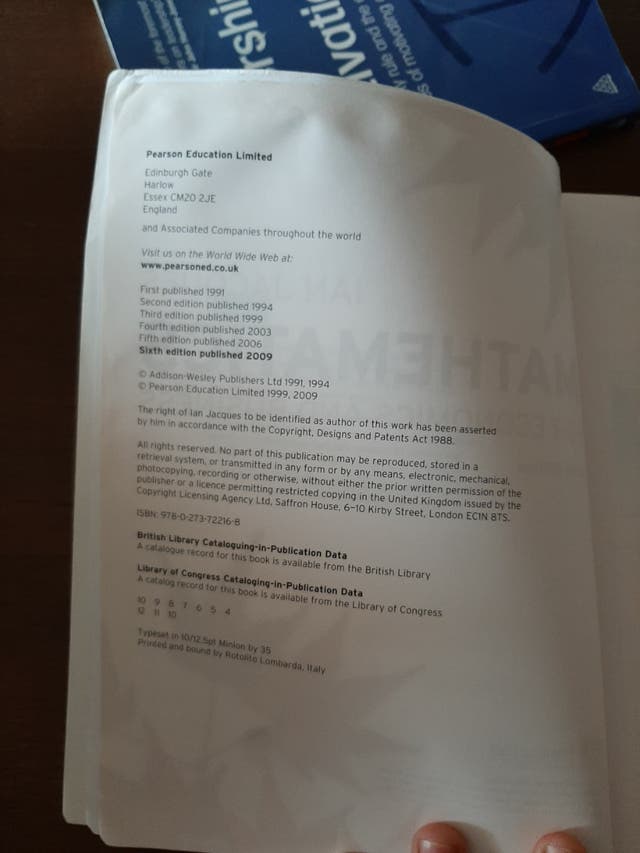 rship
vatio
y rule and the
s of motivating
Pearson Education Limited
Edinburgh Gate
Harlow
Essex CM20 2JE
England
and Associated Companies throughout the world
Visit us on the World Wide Web at:
www.pearsoned.co.uk
First published 1991
Second edition published 1994
Third edition published 1999
Fourth edition published 2003
Fifth edition published 2006
Sixth edition published 2009
© Addison-Wesley Publishers Ltd 1991, 1994
© Pearson Education Limited 1999, 2009
The right of Ian Jacques to be identified as author of this work has been asserted
by him in accordance with the Copyright, Designs and Patents Act 1988.
All rights reserved. No part of this publication may be reproduced, stored in a
retrieval system, or transmitted in any form or by any means, electronic, mechanical,
photocopying, recording or otherwise, without either the prior written permission of the
publisher or a licence permitting restricted copying in the United Kingdom issued by the
Copyright Licensing Agency Ltd, Saffron House, 6–10 Kirby Street, London EC1N 8TS.
ISBN: 978-0-273-72216-8
British Library Cataloguing-in-Publication Data
A catalogue record for this book is available from the British Library
Library of Congress Cataloging-in-Publication Data
A catalog record for this book is available from the Library of Congress
10 9 8 7 6 5 4
12 11 10
Typeset in 10/12.5pt Minion by 35
Printed and bound by Rotolito Lombarda, Italy